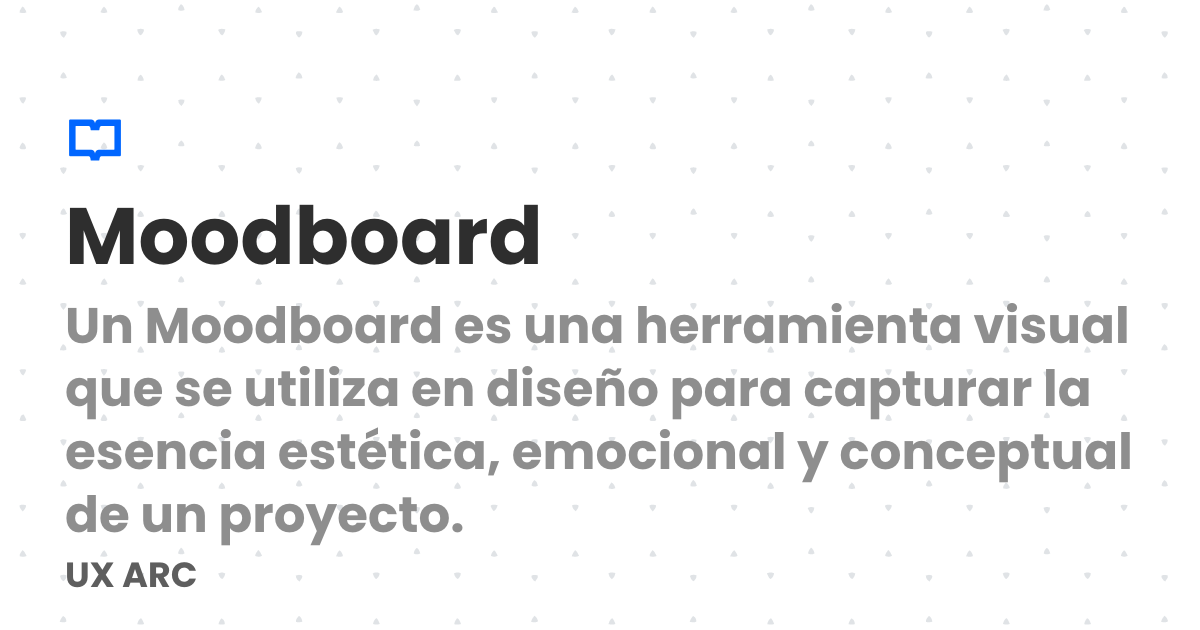 Moodboard
Un Moodboard es una herramienta visual
que se utiliza en diseño para capturar la
esencia estética, emocional y conceptual
de un proyecto.
UX ARC